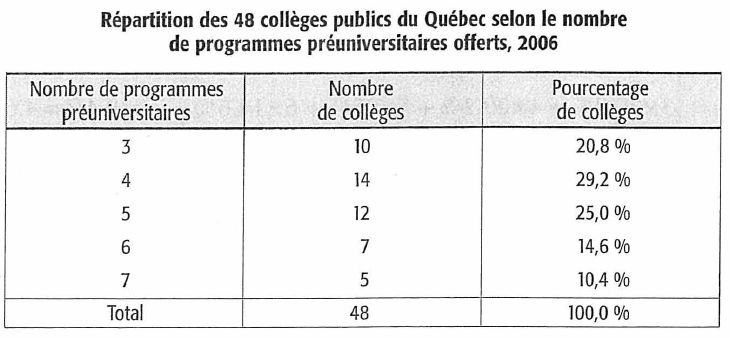 Répartition des 48 collèges publics du Québec selon le nombre
de programmes préuniversitaires offerts, 2006
Nombre de programmes préuniversitaires Nombre de collèges Pourcentage de collèges
3 10 20,8 %
4 14 29,2 %
5 12 25,0 %
6 7 14,6 %
7 5 10,4 %
Total 48 100,0 %